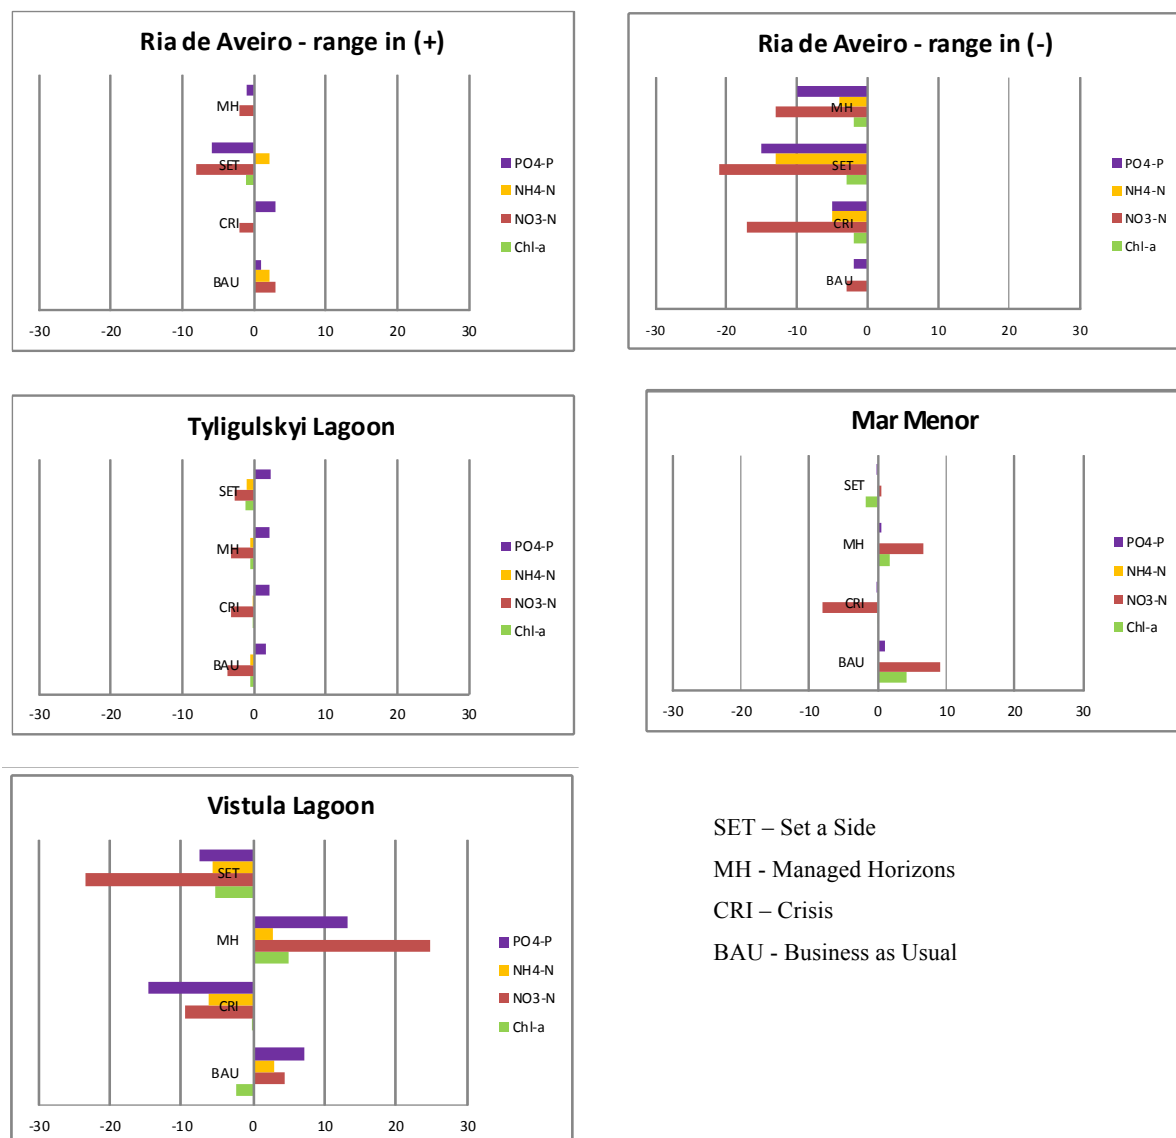 Ria de Aveiro - range in (+)
MH
SET
CRI
BAU
-30 -20 -10 0 10 20 30
PO4-P
NH4-N
NO3-N
Chl-a
Ria de Aveiro - range in (-)
MH
SET
CRI
BAU
-30 -20 -10 0 10 20 30
PO4-P
NH4-N
NO3-N
Chl-a
Tyligulskyi Lagoon
SET
MH
CRI
BAU
-30 -20 -10 0 10 20 30
PO4-P
NH4-N
NO3-N
Chl-a
Mar Menor
SET
MH
CRI
BAU
-30 -20 -10 0 10 20 30
PO4-P
NH4-N
NO3-N
Chl-a
Vistula Lagoon
SET
MH
CRI
BAU
-30 -20 -10 0 10 20 30
PO4-P
NH4-N
NO3-N
Chl-a
SET – Set a Side
MH - Managed Horizons
CRI – Crisis
BAU - Business as Usual